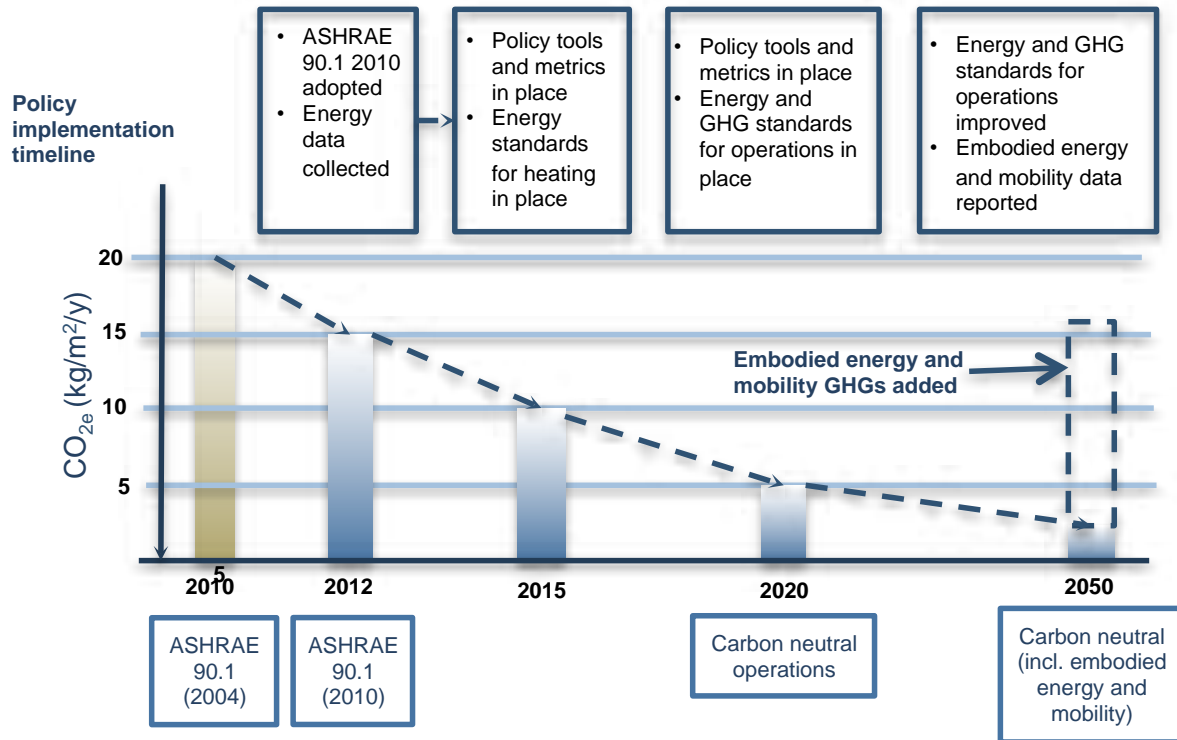 Policy
implementation
timeline
• ASHRAE
90.1 2010
adopted
• Energy
data
collected
• Policy tools
and metrics
in place
• Energy
standards
for heating
in place
• Policy tools and
metrics in place
• Energy and
GHG standards
for operations in
place
• Energy and GHG
standards for
operations
improved
• Embodied energy
and mobility data
reported
CO2e (kg/m²/y)
20
15
10
5
Embodied energy and
mobility GHGs added
5
2010
2012
2015
2020
2050
ASHRAE
90.1
(2004)
ASHRAE
90.1
(2010)
Carbon neutral
operations
Carbon neutral
(incl. embodied
energy and
mobility)